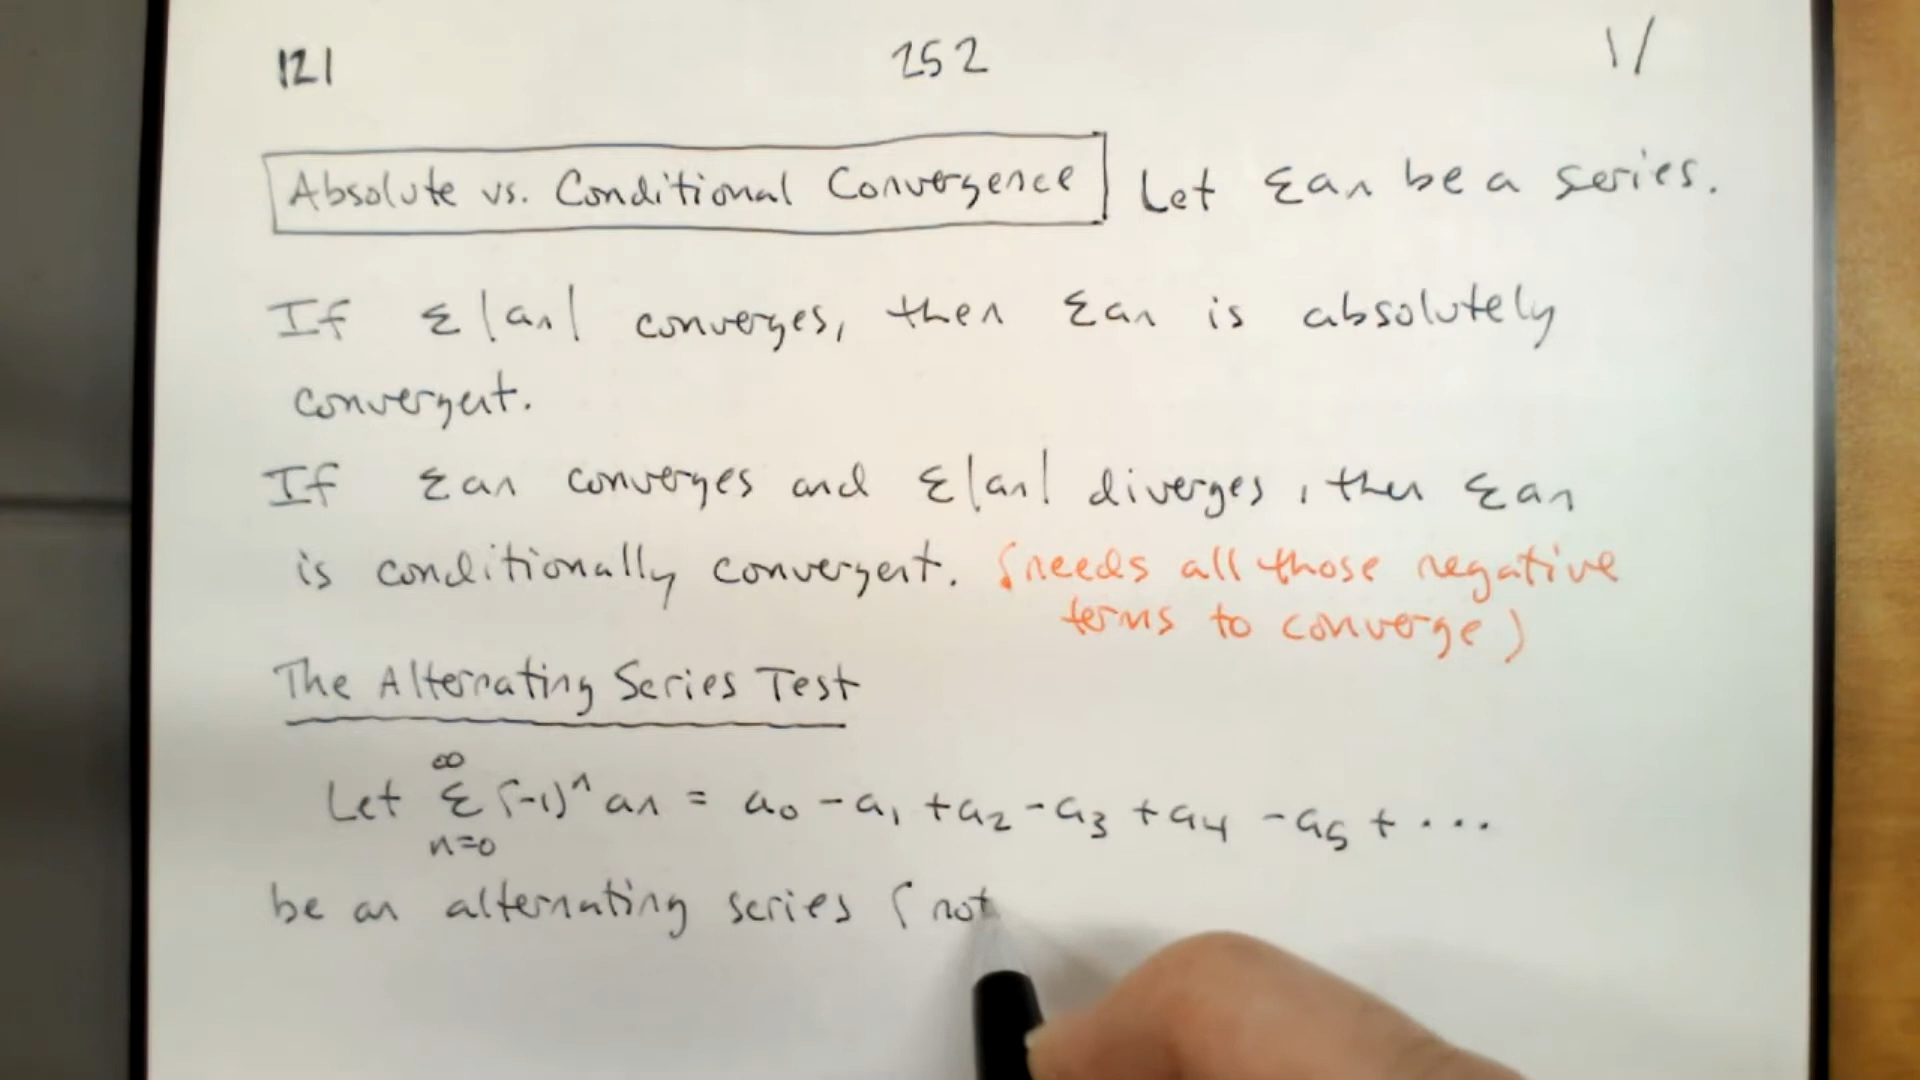 121 252 1/
Absolute vs. Conditional Convergence Let Σan be a series.
If Σ|an| converges, then Σan is absolutely
convergent.
If Σan converges and Σ|an| diverges, then Σan
is conditionally convergent. (needs all those negative
terms to converge)
The Alternating Series Test
∞
Let Σ (-1)^n an = a0 - a1 + a2 - a3 + a4 - a5 + ...
n=0
be an alternating series (not